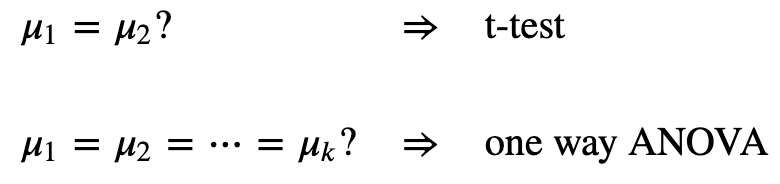 μ₁ = μ₂? ⇒ t-test
μ₁ = μ₂ = ⋯ = μₖ? ⇒ one way ANOVA